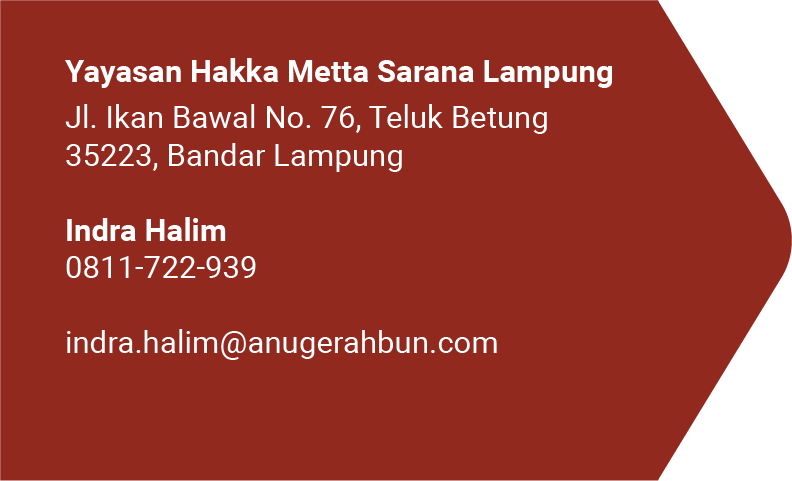 Yayasan Hakka Metta Sarana Lampung
Jl. Ikan Bawal No. 76, Teluk Betung
35223, Bandar Lampung
Indra Halim
0811-722-939
indra.halim@anugerahbun.com